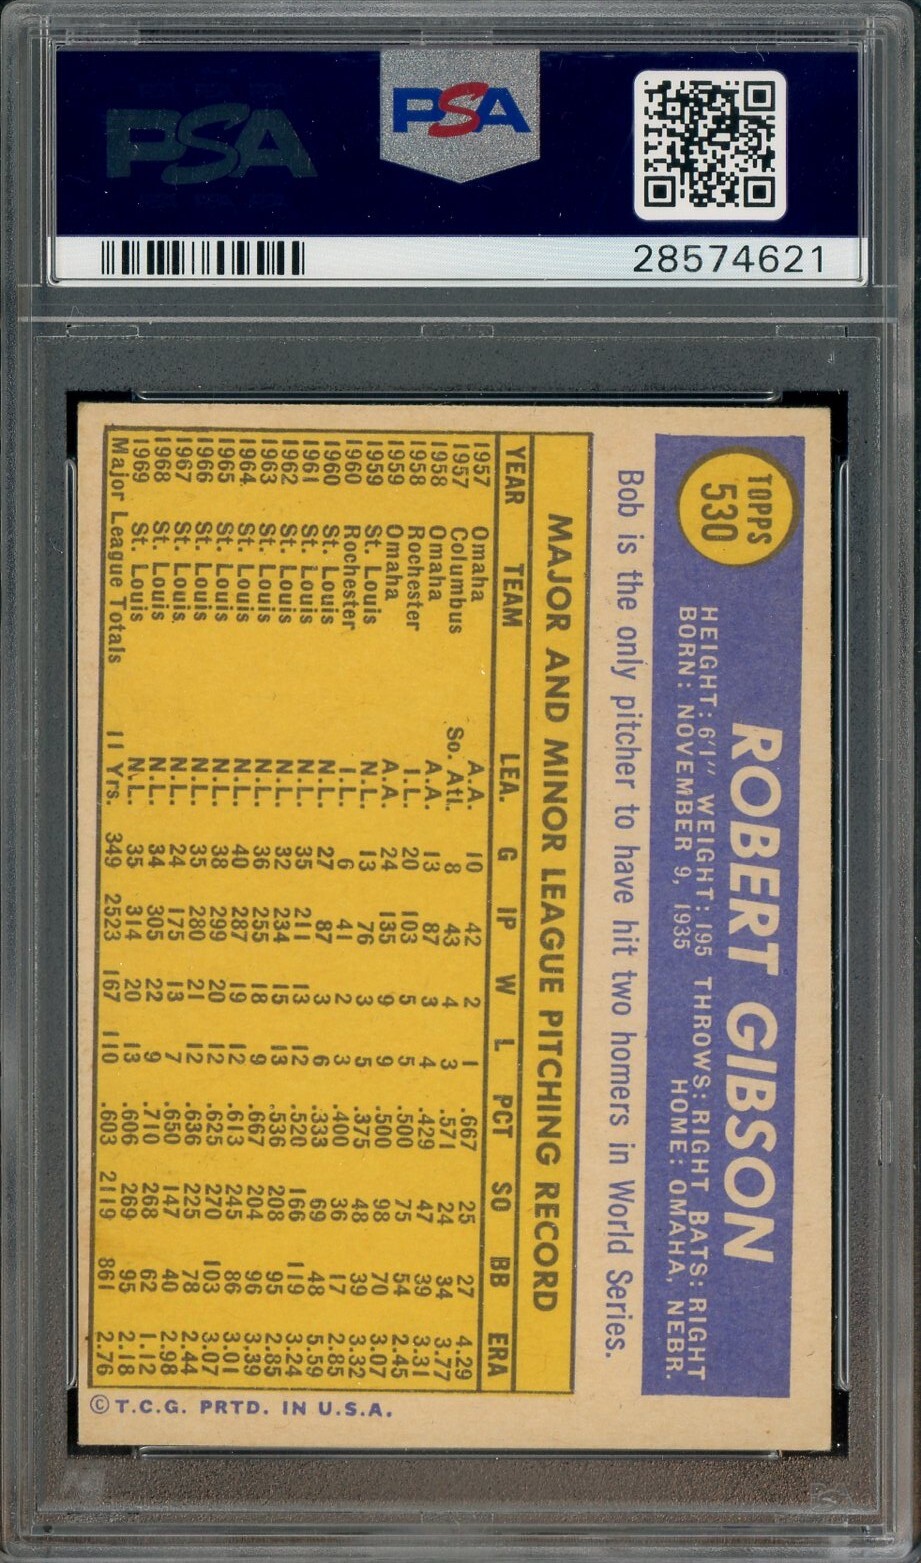 PSA
PSA
28574621
TOPPS
530
ROBERT GIBSON
HEIGHT: 6'1" WEIGHT: 195 THROWS: RIGHT BATS: RIGHT
BORN: NOVEMBER 9, 1935 HOME: OMAHA, NEBR.
Bob is the only pitcher to have hit two homers in World Series.
MAJOR AND MINOR LEAGUE PITCHING RECORD
YEAR TEAM LEA. G IP W L PCT SO BB ERA
1957 Omaha A.A. 10 42 2 1 .667 25 27 4.29
1957 Columbus So. Atl. 8 43 4 3 .571 24 34 3.77
1958 Omaha A.A. 13 87 3 4 .429 47 39 3.31
1958 Rochester I.L. 20 103 5 5 .500 75 54 2.45
1959 Omaha A.A. 24 135 9 9 .500 98 70 3.07
1959 St. Louis N.L. 13 76 3 5 .375 48 39 3.32
1960 Rochester I.L. 6 41 2 3 .400 36 17 2.85
1960 St. Louis N.L. 27 87 3 6 .333 69 48 5.59
1961 St. Louis N.L. 35 211 13 12 .520 166 119 3.24
1962 St. Louis N.L. 32 234 15 13 .536 208 95 2.85
1963 St. Louis N.L. 36 255 18 9 .667 204 96 3.39
1964 St. Louis N.L. 40 287 19 12 .613 245 86 3.01
1965 St. Louis N.L. 38 299 20 12 .625 270 103 3.07
1966 St. Louis N.L. 35 280 21 12 .636 225 78 2.44
1967 St. Louis N.L. 24 175 13 7 .650 147 40 2.98
1968 St. Louis N.L. 34 305 22 9 .710 268 62 1.12
1969 St. Louis N.L. 35 314 20 13 .606 269 95 2.18
Major League Totals 11 Yrs. 349 2523 167 110 .603 2119 861 2.76
© T.C.G. PRTD. IN U.S.A.